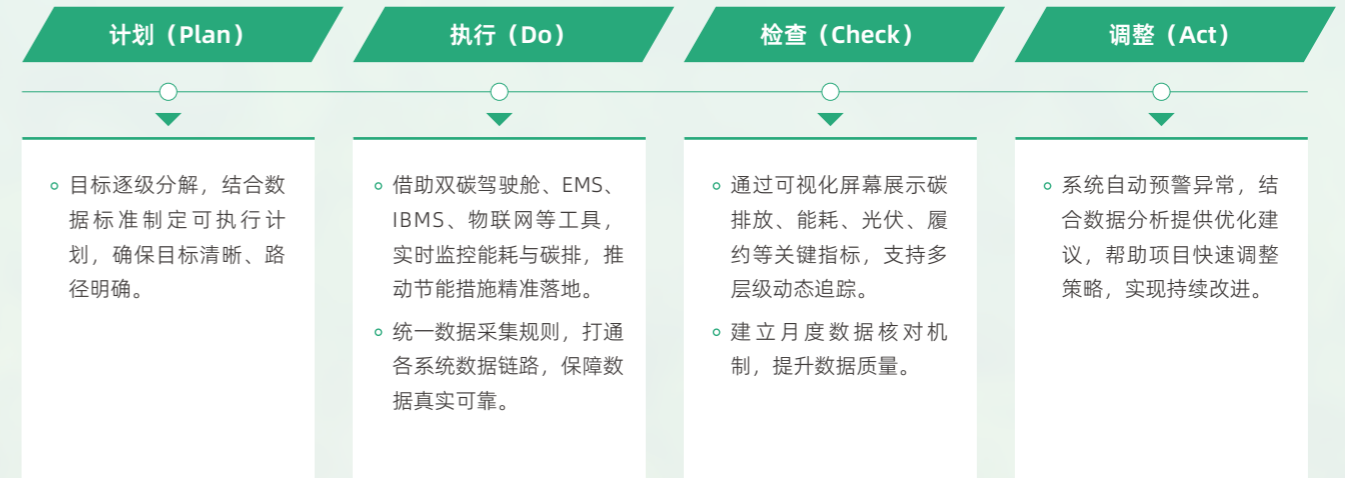 计划（Plan）
目标逐级分解，结合数
据标准制定可执行计
划，确保目标清晰、路
径明确。
执行（Do）
借助双碳驾驶舱、EMS、
IBMS、物联网等工具，
实时监控能耗与碳排，推
动节能措施精准落地。
统一数据采集规则，打通
各系统数据链路，保障数
据真实可靠。
检查（Check）
通过可视化屏幕展示碳
排放、能耗、光伏、履
约等关键指标，支持多
层级动态追踪。
建立月度数据核对机
制，提升数据质量。
调整（Act）
系统自动预警异常，结
合数据分析提供优化建
议，帮助项目快速调整
策略，实现持续改进。